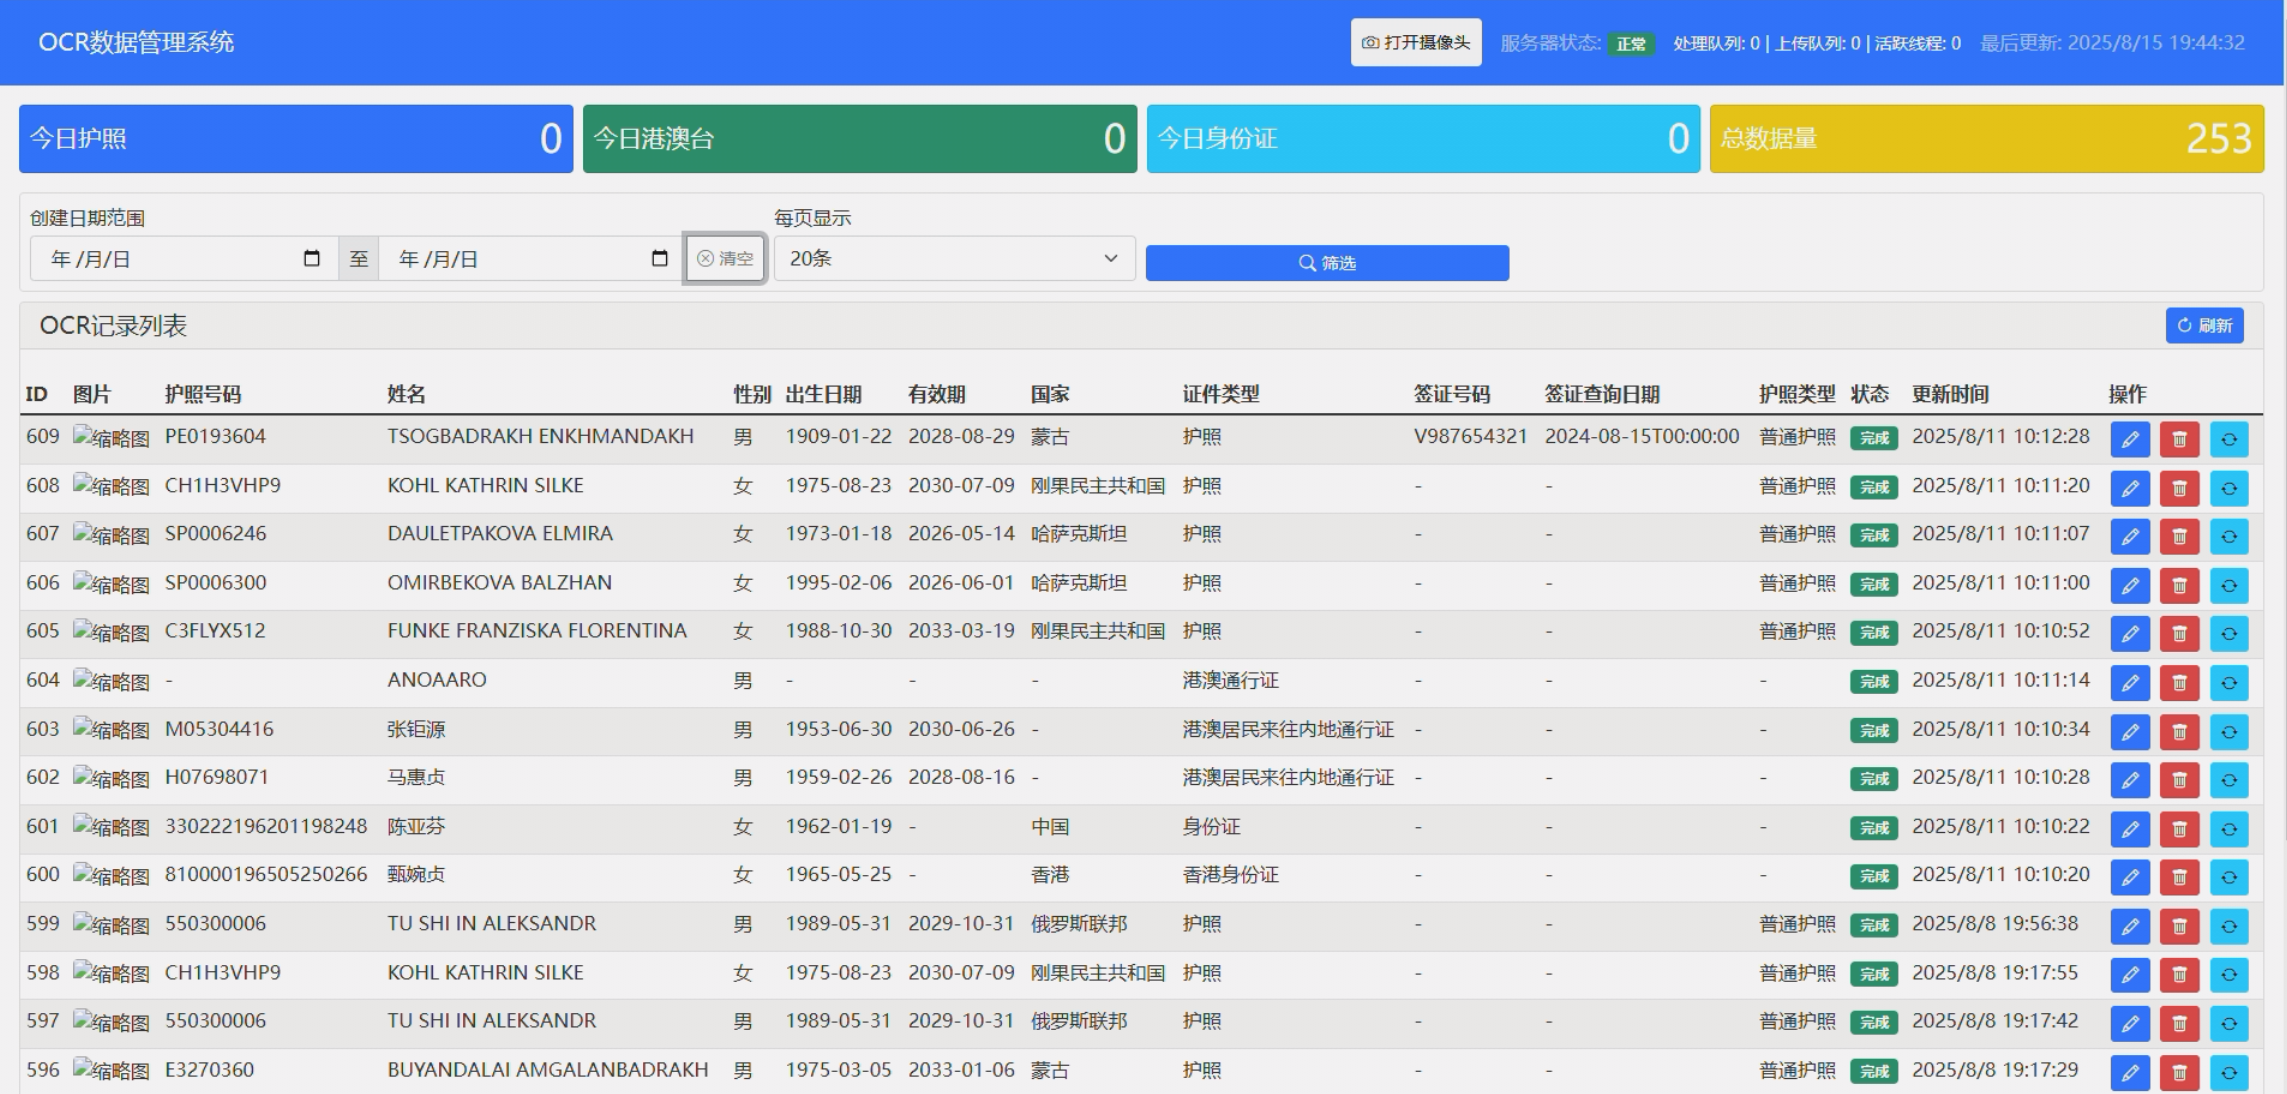 OCR数据管理系统 打开摄像头 服务器状态: 正常 处理队列: 0 | 上传队列: 0 | 活跃线程: 0 最后更新: 2025/8/15 19:44:32
今日护照 0 今日港澳台 0 今日身份证 0 总数据量 253
创建日期范围 每页显示
年 /月/日 至 年 /月/日 清空 20条 筛选
OCR记录列表 刷新
ID 图片 护照号码 姓名 性别 出生日期 有效期 国家 证件类型 签证号码 签证查询日期 护照类型 状态 更新时间 操作
609 缩略图 PE0193604 TSOGBADRAKH ENKHMANDAKH 男 1909-01-22 2028-08-29 蒙古 护照 V987654321 2024-08-15T00:00:00 普通护照 完成 2025/8/11 10:12:28
608 缩略图 CH1H3VHP9 KOHL KATHRIN SILKE 女 1975-08-23 2030-07-09 刚果民主共和国 护照 - - 普通护照 完成 2025/8/11 10:11:20
607 缩略图 SP0006246 DAULETPAKOVA ELMIRA 女 1973-01-18 2026-05-14 哈萨克斯坦 护照 - - 普通护照 完成 2025/8/11 10:11:07
606 缩略图 SP0006300 OMIRBEKOVA BALZHAN 女 1995-02-06 2026-06-01 哈萨克斯坦 护照 - - 普通护照 完成 2025/8/11 10:11:00
605 缩略图 C3FLYX512 FUNKE FRANZISKA FLORENTINA 女 1988-10-30 2033-03-19 刚果民主共和国 护照 - - 普通护照 完成 2025/8/11 10:10:52
604 缩略图 - ANOAARO 男 - - - 港澳通行证 - - - 完成 2025/8/11 10:11:14
603 缩略图 M05304416 张钜源 男 1953-06-30 2030-06-26 - 港澳居民来往内地通行证 - - - 完成 2025/8/11 10:10:34
602 缩略图 H07698071 马惠贞 男 1959-02-26 2028-08-16 - 港澳居民来往内地通行证 - - - 完成 2025/8/11 10:10:28
601 缩略图 330222196201198248 陈亚芬 女 1962-01-19 - 中国 身份证 - - - 完成 2025/8/11 10:10:22
600 缩略图 810000196505250266 甄婉贞 女 1965-05-25 - 香港 香港身份证 - - - 完成 2025/8/11 10:10:20
599 缩略图 550300006 TU SHI IN ALEKSANDR 男 1989-05-31 2029-10-31 俄罗斯联邦 护照 - - 普通护照 完成 2025/8/8 19:56:38
598 缩略图 CH1H3VHP9 KOHL KATHRIN SILKE 女 1975-08-23 2030-07-09 刚果民主共和国 护照 - - 普通护照 完成 2025/8/8 19:17:55
597 缩略图 550300006 TU SHI IN ALEKSANDR 男 1989-05-31 2029-10-31 俄罗斯联邦 护照 - - 普通护照 完成 2025/8/8 19:17:42
596 缩略图 E3270360 BUYANDALAI AMGALANBADRAKH 男 1975-03-05 2033-01-06 蒙古 护照 - - 普通护照 完成 2025/8/8 19:17:29